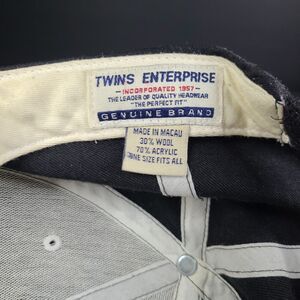 TWINS ENTERPRISE
- INCORPORATED 1957 -
THE LEADER OF QUALITY HEADWEAR
"THE PERFECT FIT"
GENUINE BRAND
MADE IN MACAU
30% WOOL
70% ACRYLIC
ONE SIZE FITS ALL